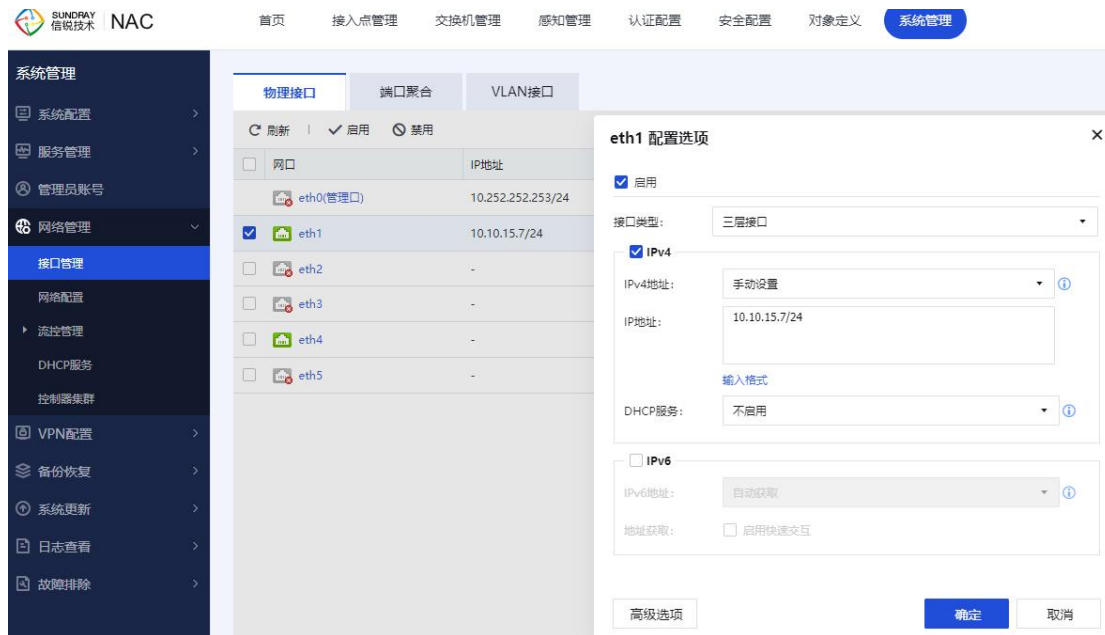 SUNDRAY
信锐技术 NAC 首页 接入点管理 交换机管理 感知管理 认证配置 安全配置 对象定义 系统管理
系统管理
系统配置
服务管理
管理员账号
网络管理
接口管理
网络配置
流控管理
DHCP服务
控制器集群
VPN配置
备份恢复
系统更新
日志查看
故障排除
物理接口 端口聚合 VLAN接口
刷新 启用 禁用
网口 IP地址
eth0(管理口) 10.252.252.253/24
eth1 10.10.15.7/24
eth2 -
eth3 -
eth4 -
eth5 -
eth1 配置选项
启用
接口类型: 三层接口
IPv4
IPv4地址: 手动设置
IP地址: 10.10.15.7/24
输入格式
DHCP服务: 不启用
IPv6
IPv6地址: 自动获取
地址获取: 启用快速交互
高级选项 确定 取消